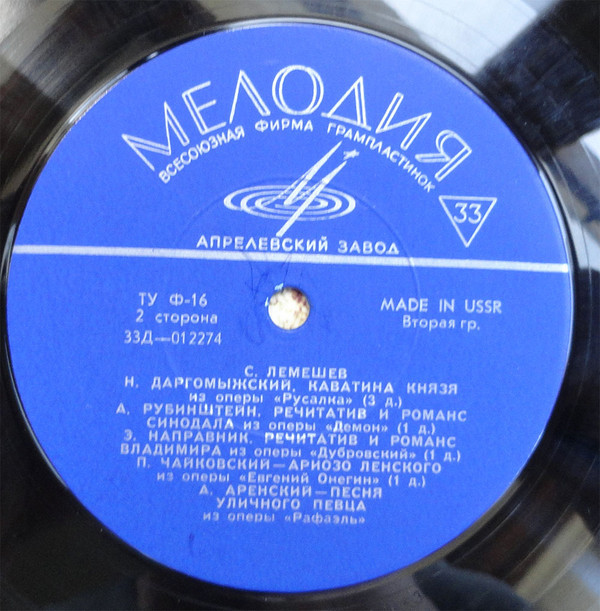 МЕЛОДИЯ
ВСЕСОЮЗНАЯ ФИРМА ГРАМПЛАСТИНОК
33
АПРЕЛЕВСКИЙ ЗАВОД
ТУ Ф-16
2 сторона
33Д—012274
MADE IN USSR
Вторая гр.
С. ЛЕМЕШЕВ
Н. ДАРГОМЫЖСКИЙ, КАВАТИНА КНЯЗЯ
из оперы «Русалка» (3 д.)
А. РУБИНШТЕЙН, РЕЧИТАТИВ И РОМАНС
СИНОДАЛА из оперы «Демон» (1 д.)
Э. НАПРАВНИК, РЕЧИТАТИВ И РОМАНС
ВЛАДИМИРА из оперы «Дубровский» (1 д.)
П. ЧАЙКОВСКИЙ—АРИОЗО ЛЕНСКОГО
из оперы «Евгений Онегин» (1 д.)
А. АРЕНСКИЙ—ПЕСНЯ
УЛИЧНОГО ПЕВЦА
из оперы «Рафаэль»